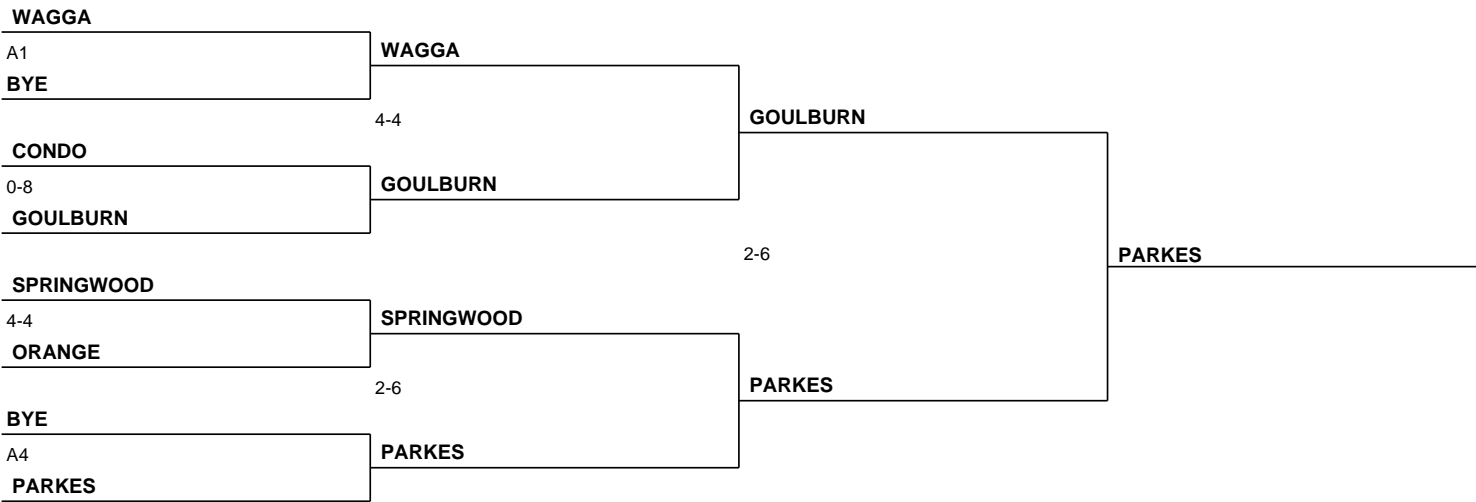 WAGGA
A1
BYE
WAGGA
4-4
GOULBURN
CONDO
0-8
GOULBURN
GOULBURN
2-6
PARKES
SPRINGWOOD
4-4
ORANGE
SPRINGWOOD
2-6
PARKES
BYE
A4
PARKES
PARKES